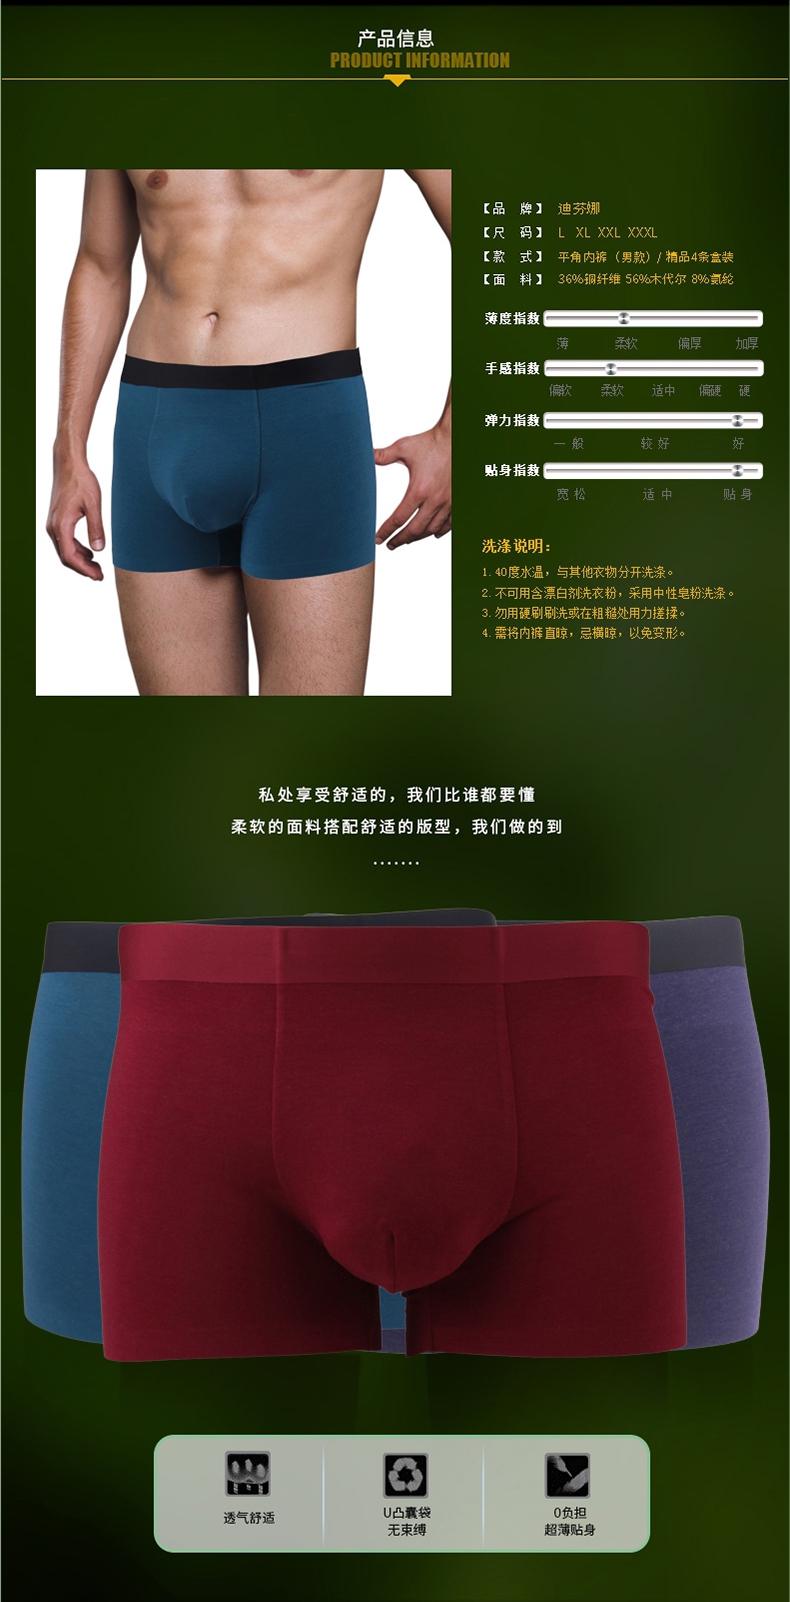 产品信息
PRODUCT INFORMATION
【品 牌】 迪芬娜
【尺 码】 L XL XXL XXXL
【款 式】 平角内裤（男款）/ 精品4条盒装
【面 料】 36%铜纤维 56%木代尔 8%氨纶
薄度指数
薄 柔软 偏厚 加厚
手感指数
偏软 柔软 适中 偏硬 硬
弹力指数
一 般 较 好 好
贴身指数
宽 松 适 中 贴 身
洗涤说明：
1. 40度水温，与其他衣物分开洗涤。
2. 不可用含漂白剂洗衣粉，采用中性皂粉洗涤。
3. 勿用硬刷刷洗或在粗糙处用力搓揉。
4. 需将内裤直晾，忌横晾，以免变形。
私处享受舒适的，我们比谁都要懂
柔软的面料搭配舒适的版型，我们做的到
.......
透气舒适
U凸囊袋
无束缚
0负担
超薄贴身